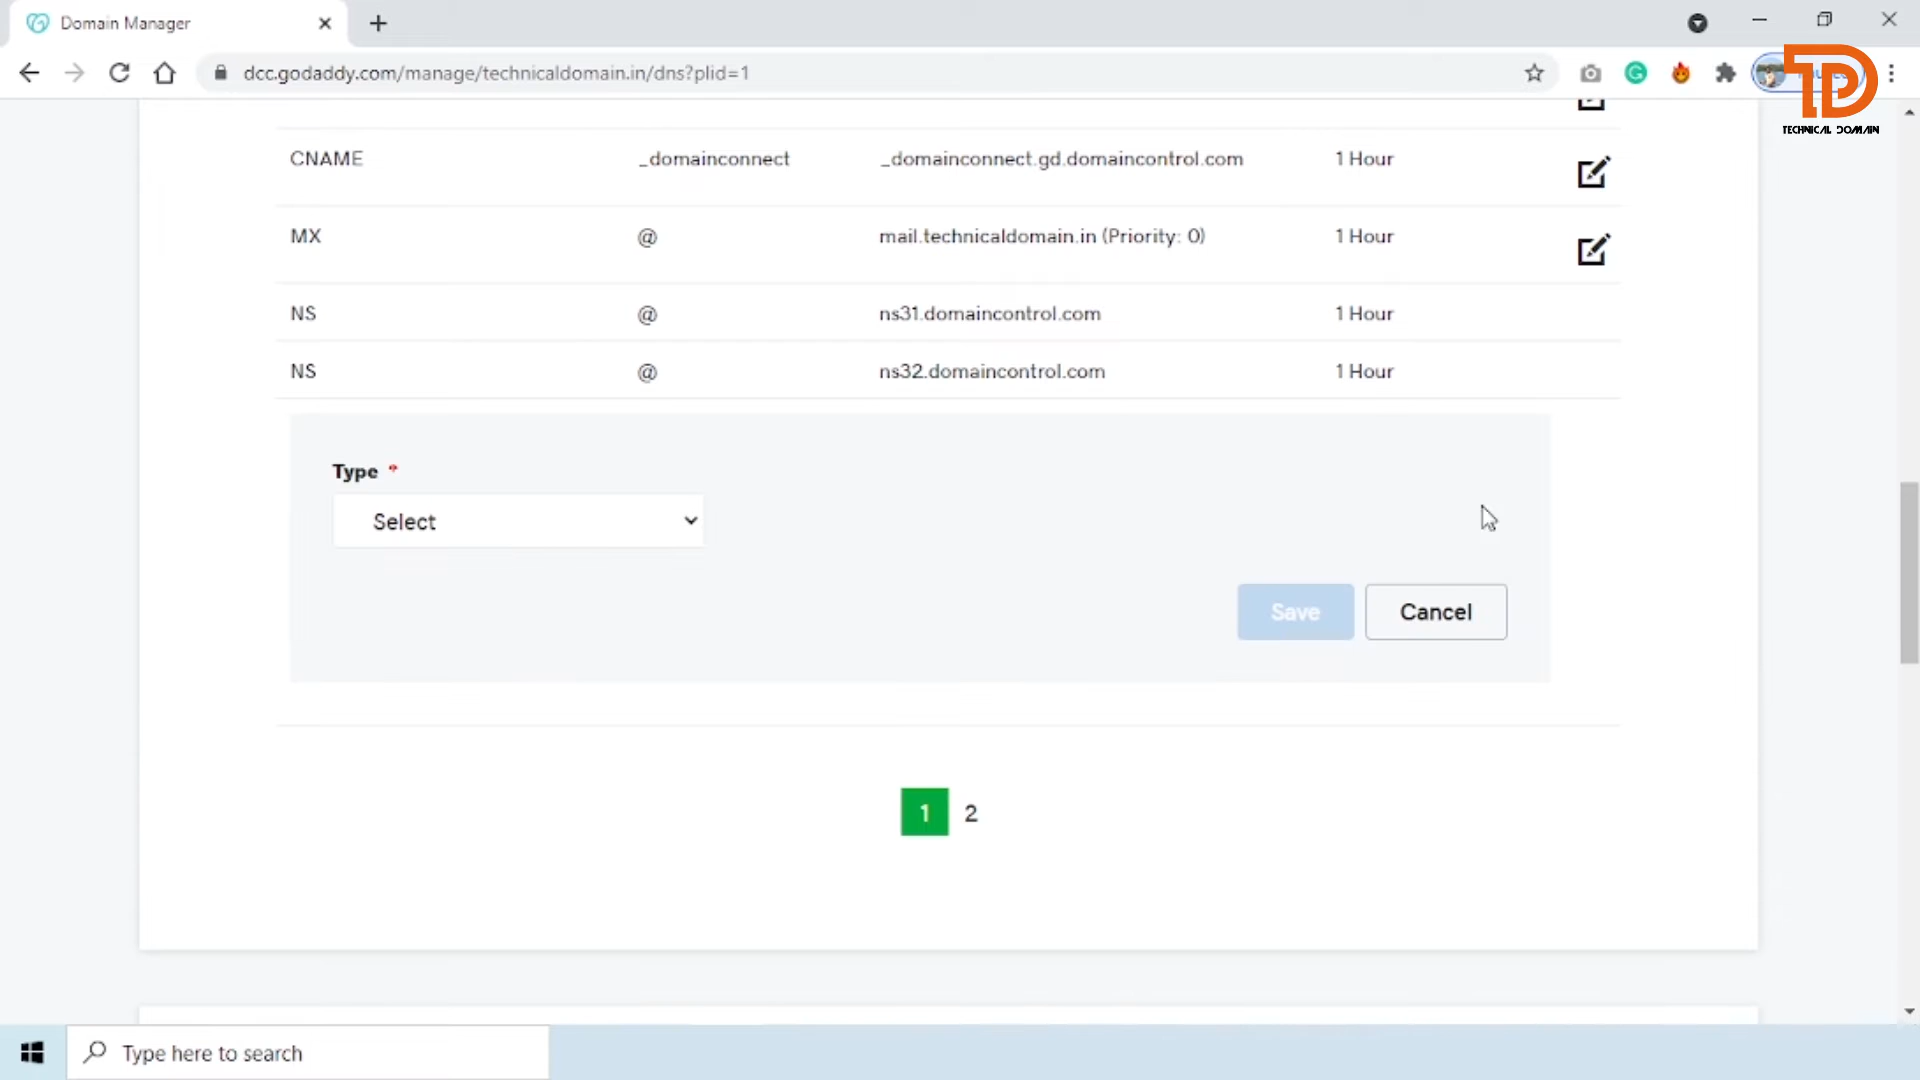 Domain Manager
dcc.godaddy.com/manage/technicaldomain.in/dns?plid=1
TECHNICAL DOMAIN
CNAME _domainconnect _domainconnect.gd.domaincontrol.com 1 Hour
MX @ mail.technicaldomain.in (Priority: 0) 1 Hour
NS @ ns31.domaincontrol.com 1 Hour
NS @ ns32.domaincontrol.com 1 Hour
Type *
Select
Save Cancel
1 2
Type here to search